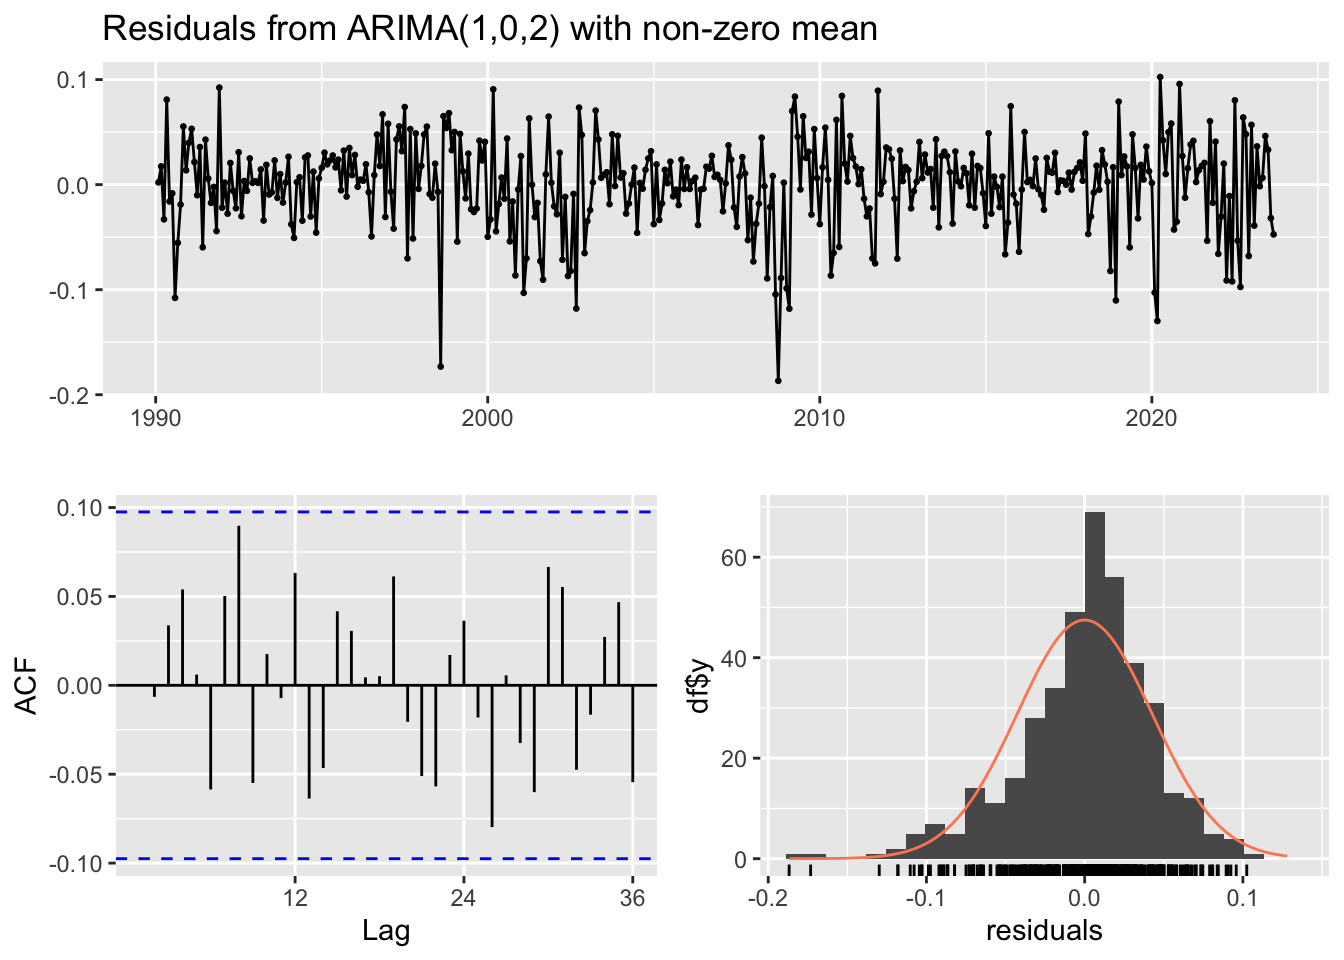 Residuals from ARIMA(1,0,2) with non-zero mean
0.1
0.0
-0.1
-0.2
1990 2000 2010 2020
0.10
0.05
0.00
-0.05
-0.10
ACF
12 24 36
Lag
60
40
20
0
df$y
-0.2 -0.1 0.0 0.1
residuals